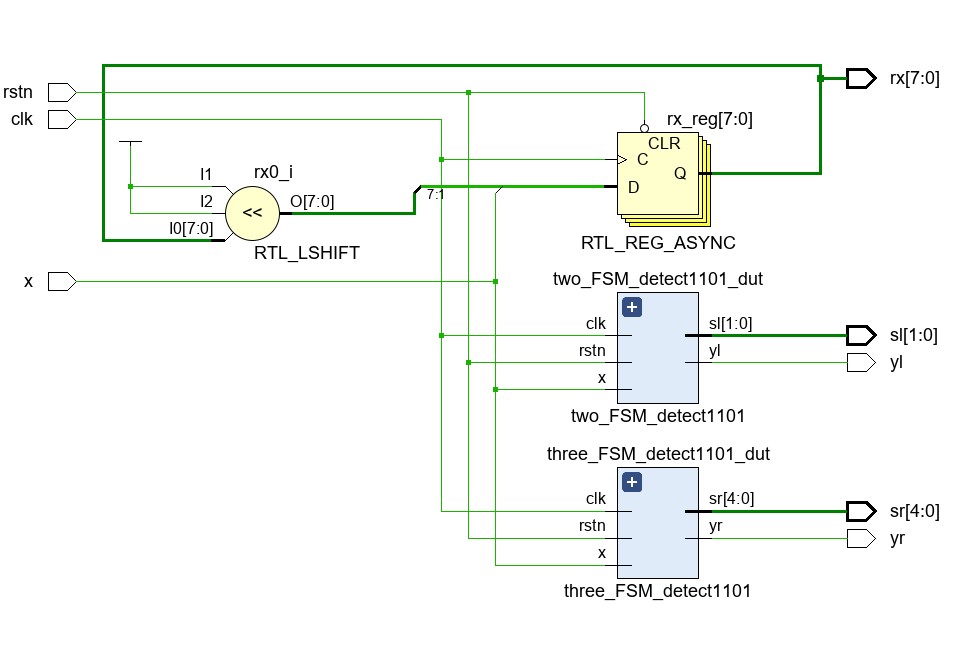 rstn
clk
rx[7:0]
rx_reg[7:0]
CLR
C
D
Q
RTL_REG_ASYNC
rx0_i
I1
I2
I0[7:0]
<<
O[7:0]
7:1
RTL_LSHIFT
x
two_FSM_detect1101_dut
+
clk
rstn
x
sl[1:0]
yl
sl[1:0]
yl
two_FSM_detect1101
three_FSM_detect1101_dut
+
clk
rstn
x
sr[4:0]
yr
sr[4:0]
yr
three_FSM_detect1101